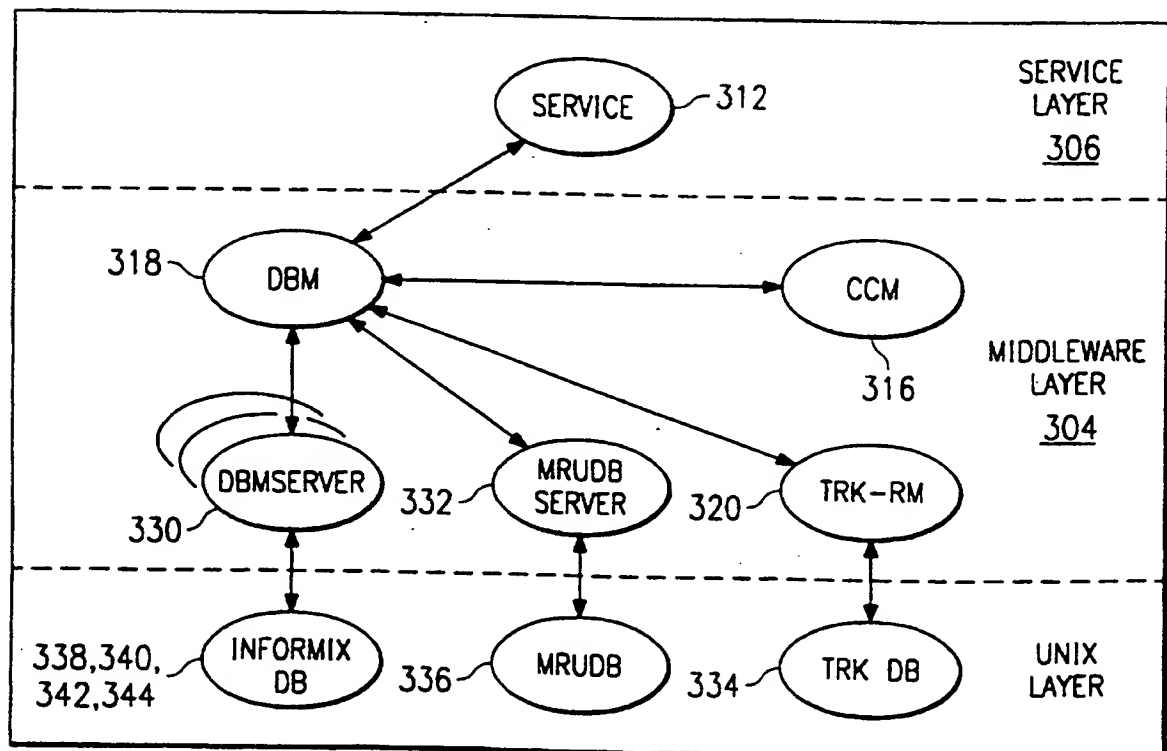 SERVICE
312
SERVICE
LAYER
306
318
DBM
CCM
316
MIDDLEWARE
LAYER
304
DBMSERVER
330
332
MRUDB
SERVER
320
TRK-RM
338,340,
342,344
INFORMIX
DB
336
MRUDB
334
TRK DB
UNIX
LAYER